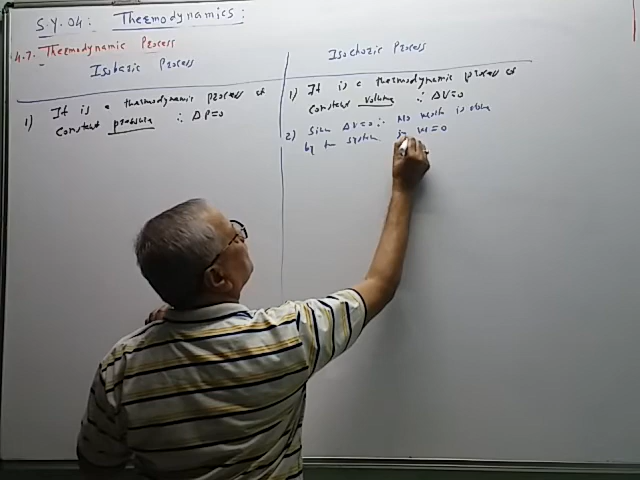 S.Y. 04: Thermodynamics:
4.7. Thermodynamic Process
Isobaric Process
1) It is a thermodynamic process at
constant pressure ∴ ΔP=0
Isochoric Process
1) It is a thermodynamic process at
constant volume ∴ ΔV=0
2) Since ΔV=0 ∴ No work is done
by the system so W=0